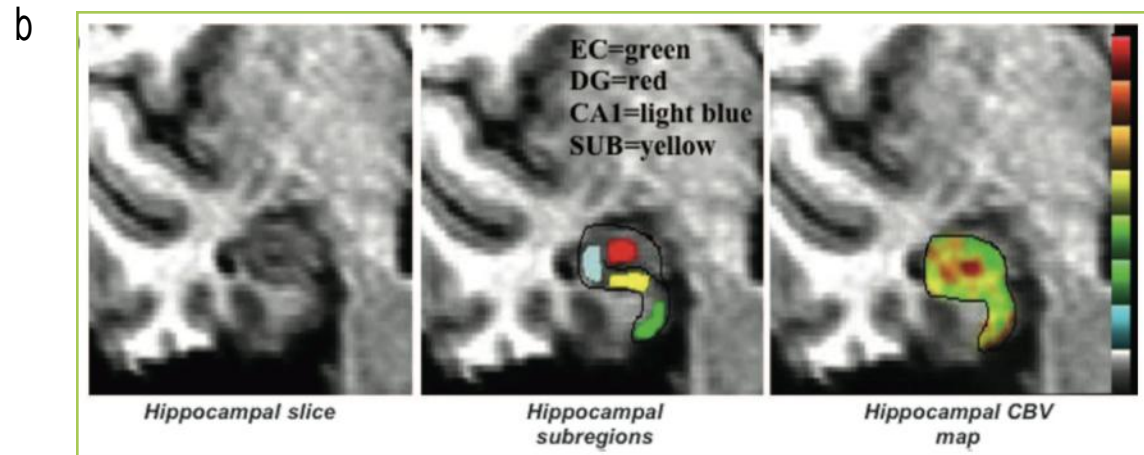 b
EC=green
DG=red
CA1=light blue
SUB=yellow
Hippocampal slice
Hippocampal
subregions
Hippocampal CBV
map